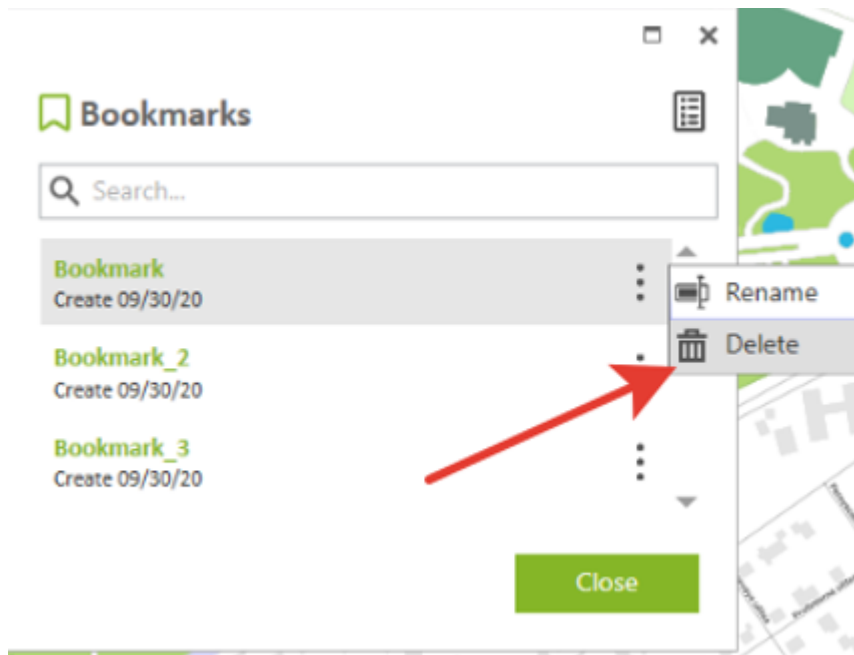 Bookmarks
Search...
Bookmark
Create 09/30/20
Rename
Delete
Bookmark_2
Create 09/30/20
Bookmark_3
Create 09/30/20
Close